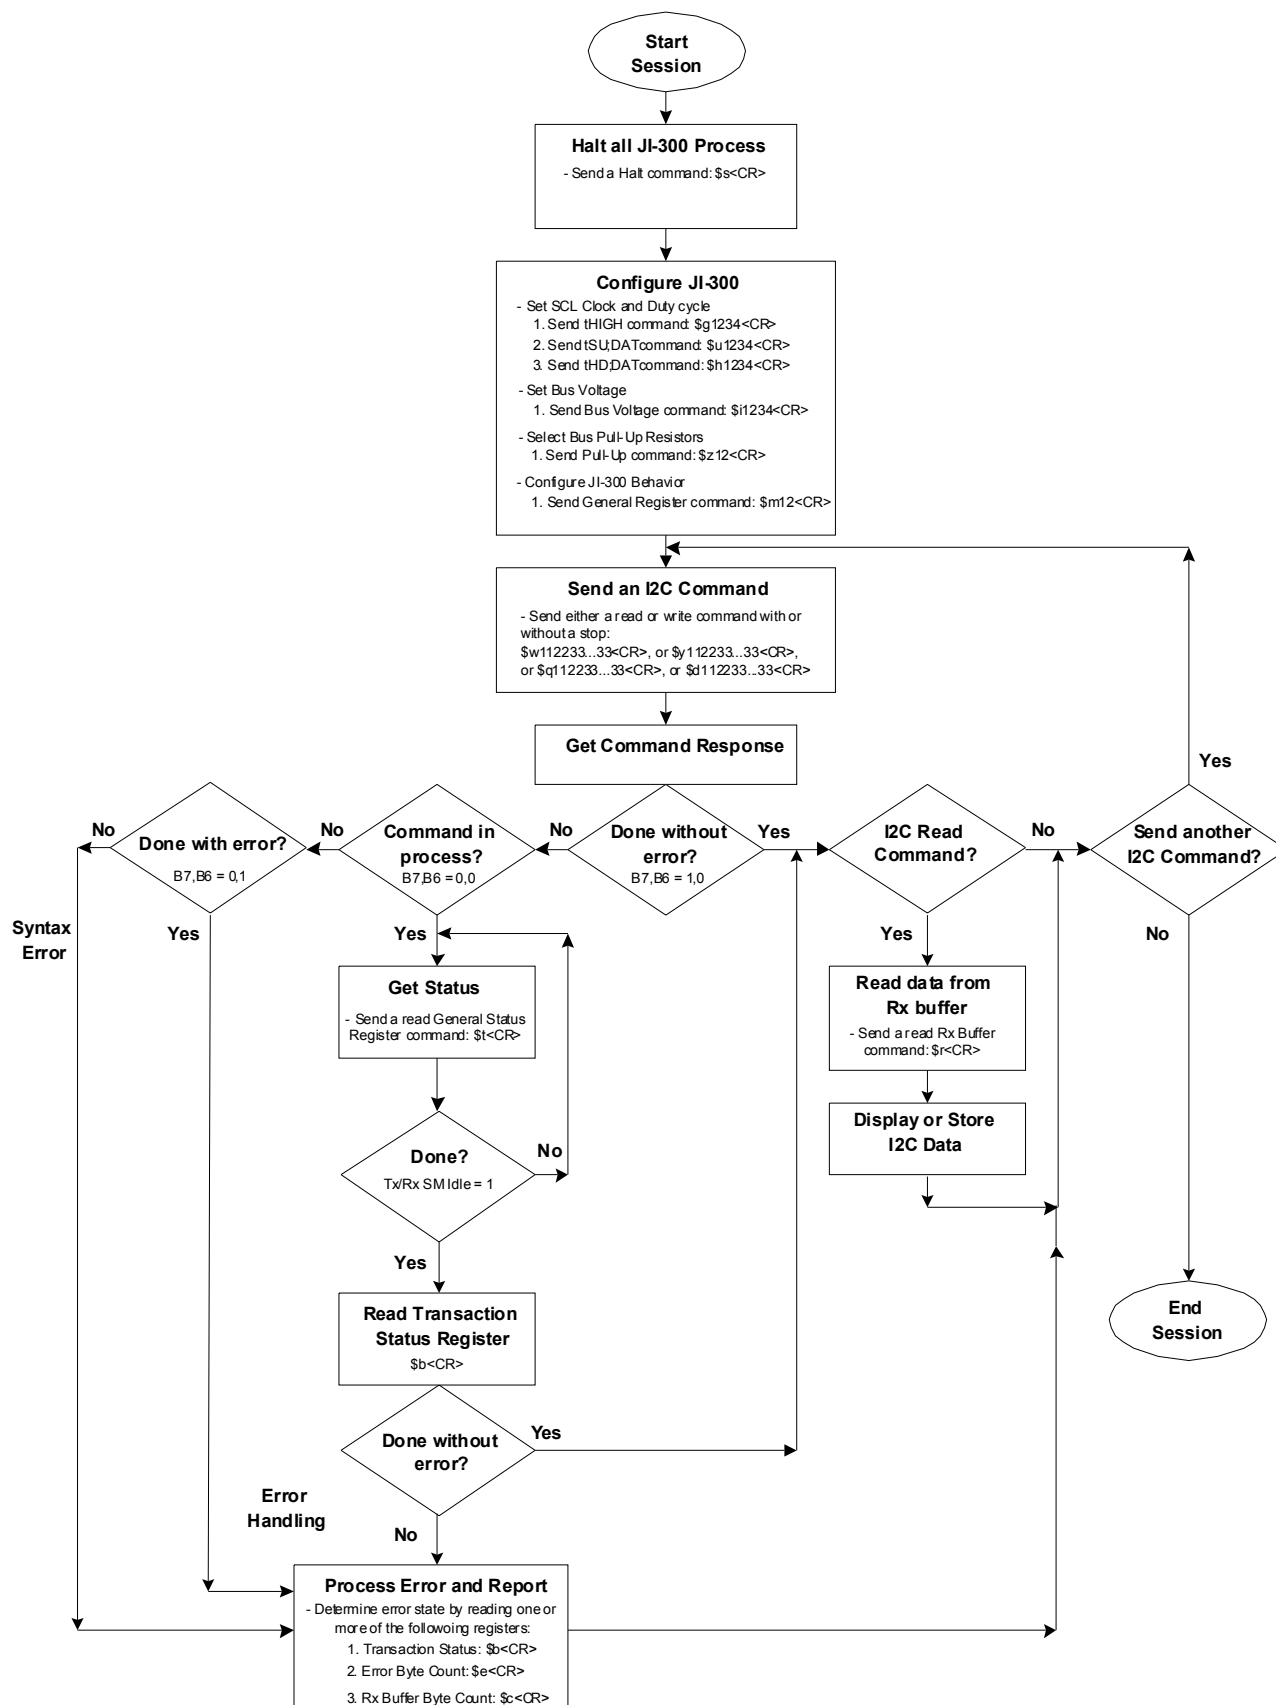 Start
Session
Halt all JI-300 Process
- Send a Halt command: $s<CR>
Configure JI-300
- Set SCL Clock and Duty cycle
1. Send tHIGH command: $g1234<CR>
2. Send tSU;DATcommand: $u1234<CR>
3. Send tHD;DATcommand: $h1234<CR>
- Set Bus Voltage
1. Send Bus Voltage command: $i1234<CR>
- Select Bus Pull-Up Resistors
1. Send Pull-Up command: $z12<CR>
- Configure JI-300 Behavior
1. Send General Register command: $m12<CR>
Send an I2C Command
- Send either a read or write command with or
without a stop:
$w112233...33<CR>, or $y112233...33<CR>,
or $q112233...33<CR>, or $d112233...33<CR>
Get Command Response
Yes
No
Done with error?
B7,B6 = 0,1
No
Command in
process?
B7,B6 = 0,0
No
Done without
error?
B7,B6 = 1,0
Yes
I2C Read
Command?
No
Send another
I2C Command?
Syntax
Error
Yes
Yes
Yes
No
Get Status
- Send a read General Status
Register command: $t<CR>
Read data from
Rx buffer
- Send a read Rx Buffer
command: $r<CR>
Display or Store
I2C Data
Done?
Tx/Rx SM Idle = 1
No
Yes
Read Transaction
Status Register
$b<CR>
End
Session
Done without
error?
Yes
Error
Handling
No
Process Error and Report
- Determine error state by reading one or
more of the followoing registers:
1. Transaction Status: $b<CR>
2. Error Byte Count: $e<CR>
3. Rx Buffer Byte Count: $c<CR>